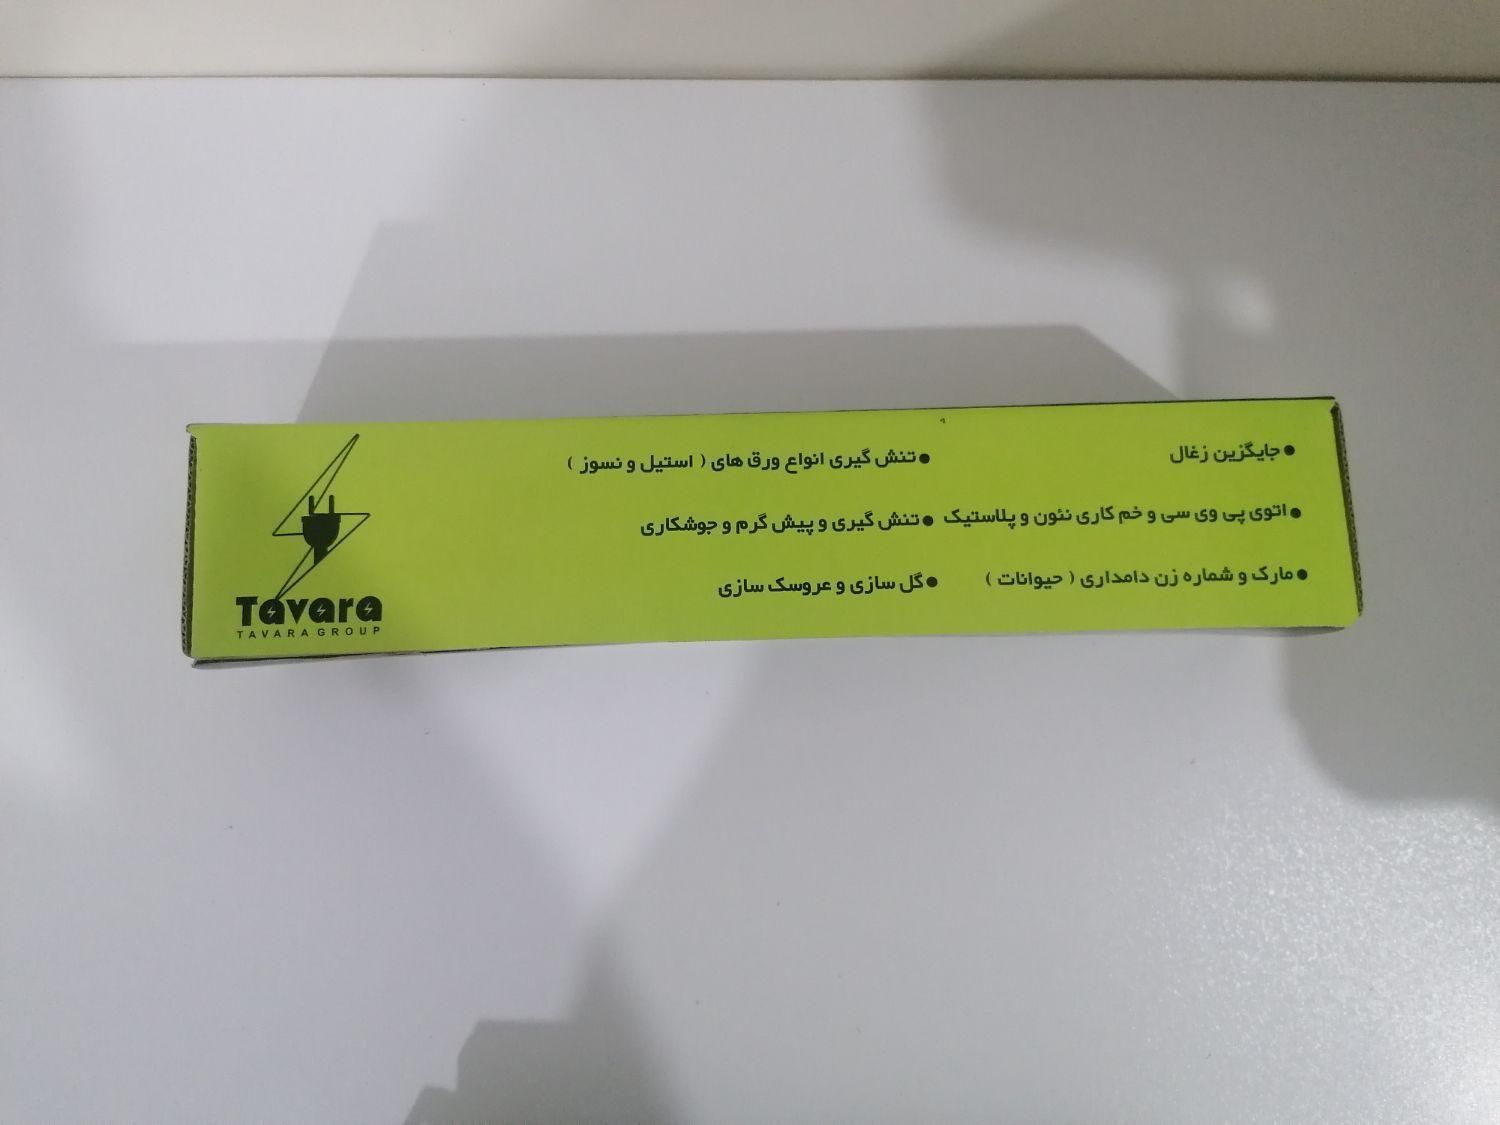 جایگزین زغال
اتوی پی وی سی و خم کاری نئون و پلاستیک
مارک و شماره زن دامداری ( حیوانات )
تنش گیری انواع ورق های ( استیل و نسوز )
تنش گیری و پیش گرم و جوشکاری
گل سازی و عروسک سازی
Tavara
TAVARA GROUP